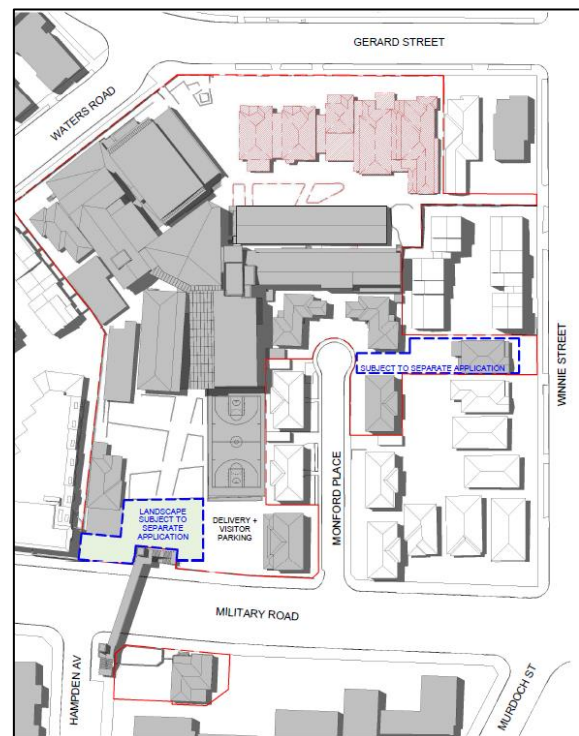 GERARD STREET
WATERS ROAD
WINNIE STREET
SUBJECT TO SEPARATE APPLICATION
MONFORD PLACE
LANDSCAPE
SUBJECT TO
SEPARATE
APPLICATION
DELIVERY +
VISITOR
PARKING
MILITARY ROAD
HAMPDEN AV
MURDOCH ST